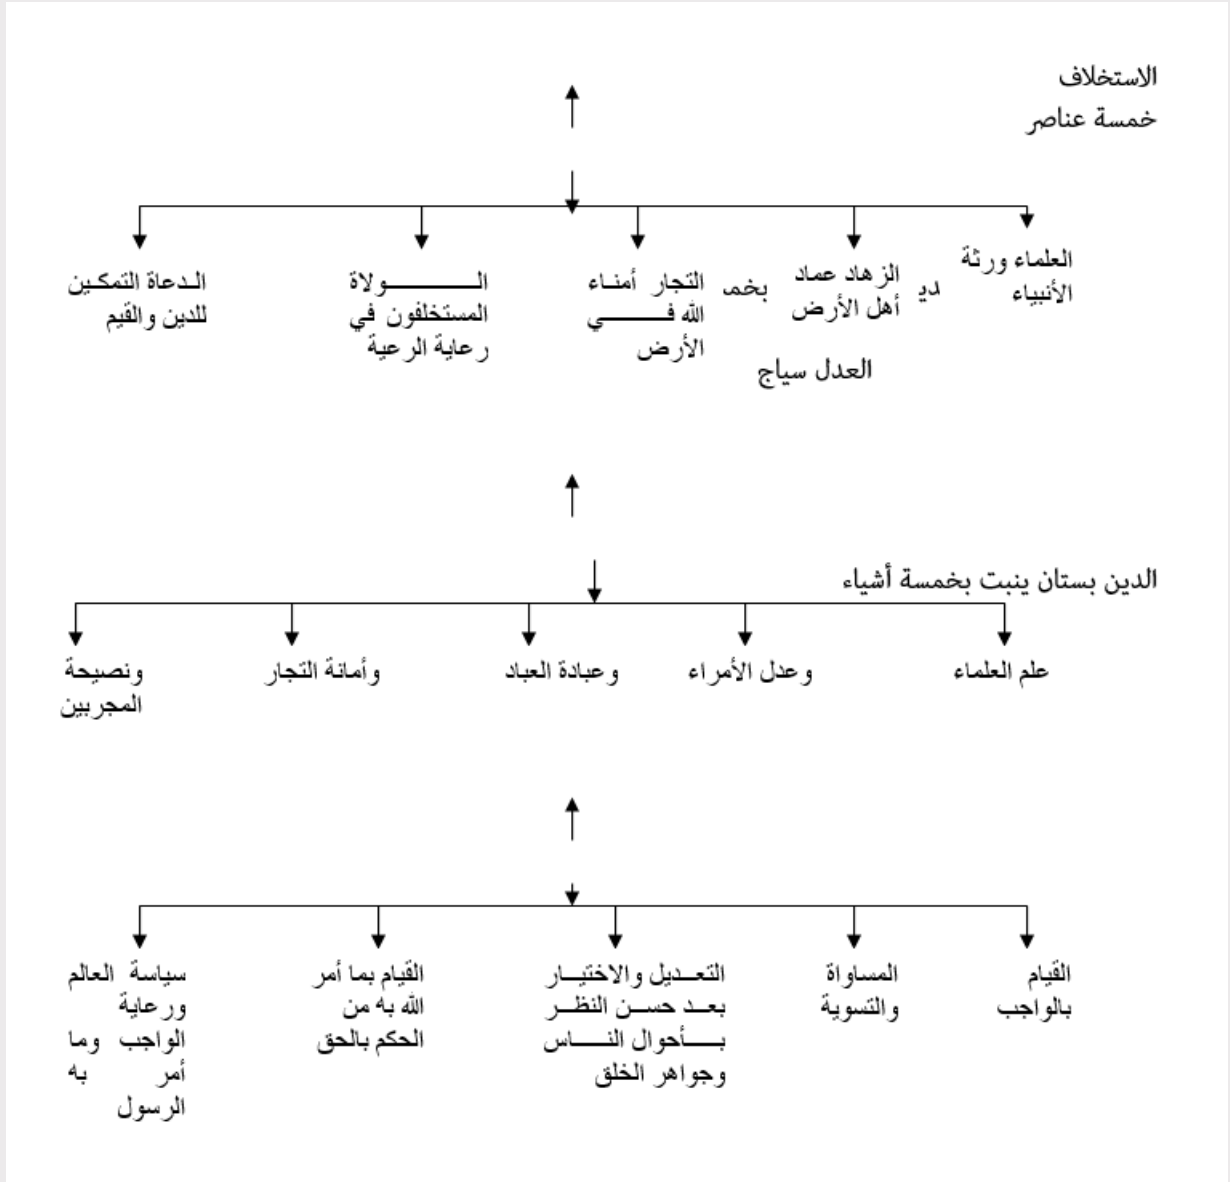 الاستخلاف
خمسة عناصر
العلماء ورثة
الأنبياء
الزهاد عماد
أهل الأرض
التجار أمناء
الله في
الأرض
الولاة
المستخلفون في
رعاية الرعية
الدعاة التمكين
للدين والقيم
العدل سياج
الدين بستان ينبت بخمسة أشياء
علم العلماء
وعدل الأمراء
وعبادة العباد
وأمانة التجار
ونصيحة
المجربين
القيام
بالواجب
المساواة
والتسوية
التعديل والاختيار
بعد حسن النظر
بأحوال الناس
وجواهر الخلق
القيام بما أمر
الله به من
الحكم بالحق
سياسة العالم
ورعاية
الواجب وما
أمر به
الرسول